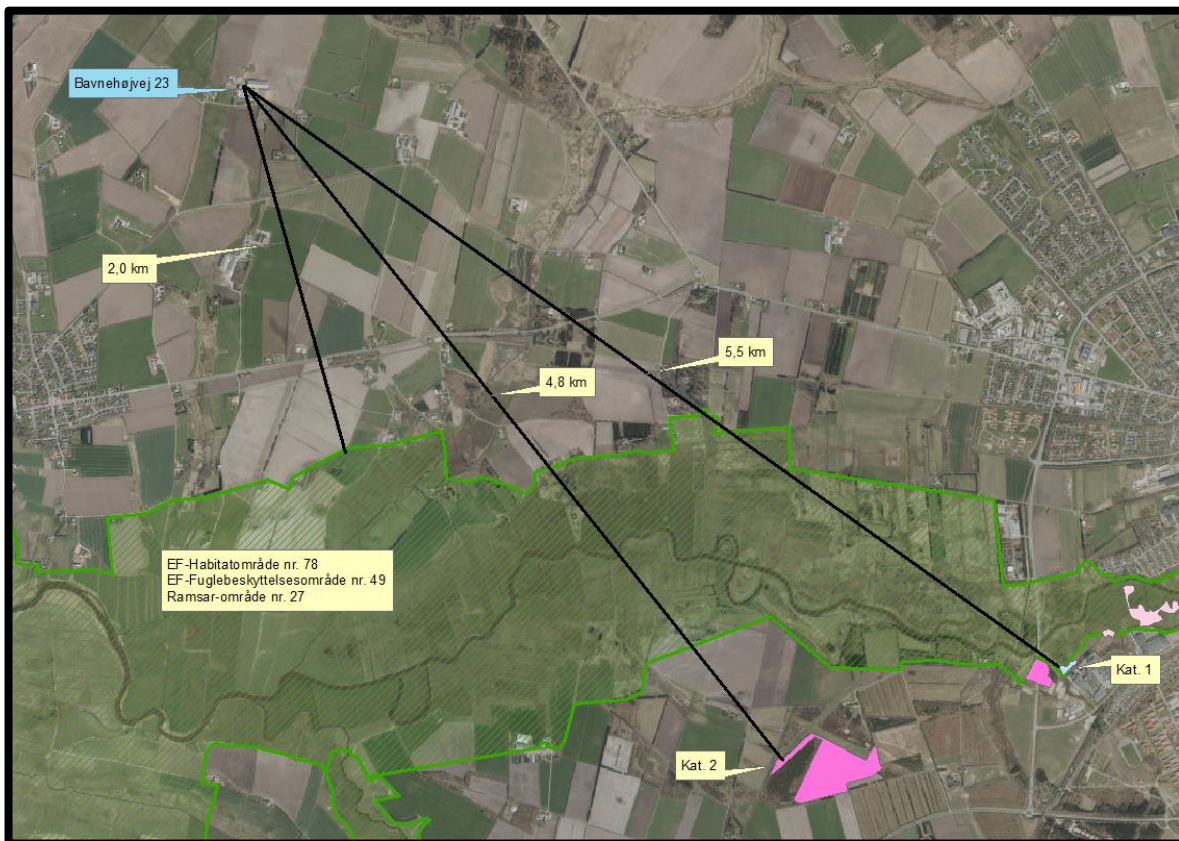 Bavnehøjvej 23
2,0 km
5,5 km
4,8 km
EF-Habitatområde nr. 78
EF-Fuglebeskyttelsesområde nr. 49
Ramsar-område nr. 27
Kat. 1
Kat. 2